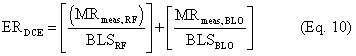 ER_DCE = [(MR_meas,RF) / BLS_RF] + [MR_meas,BLO / BLS_BLO] (Eq. 10)